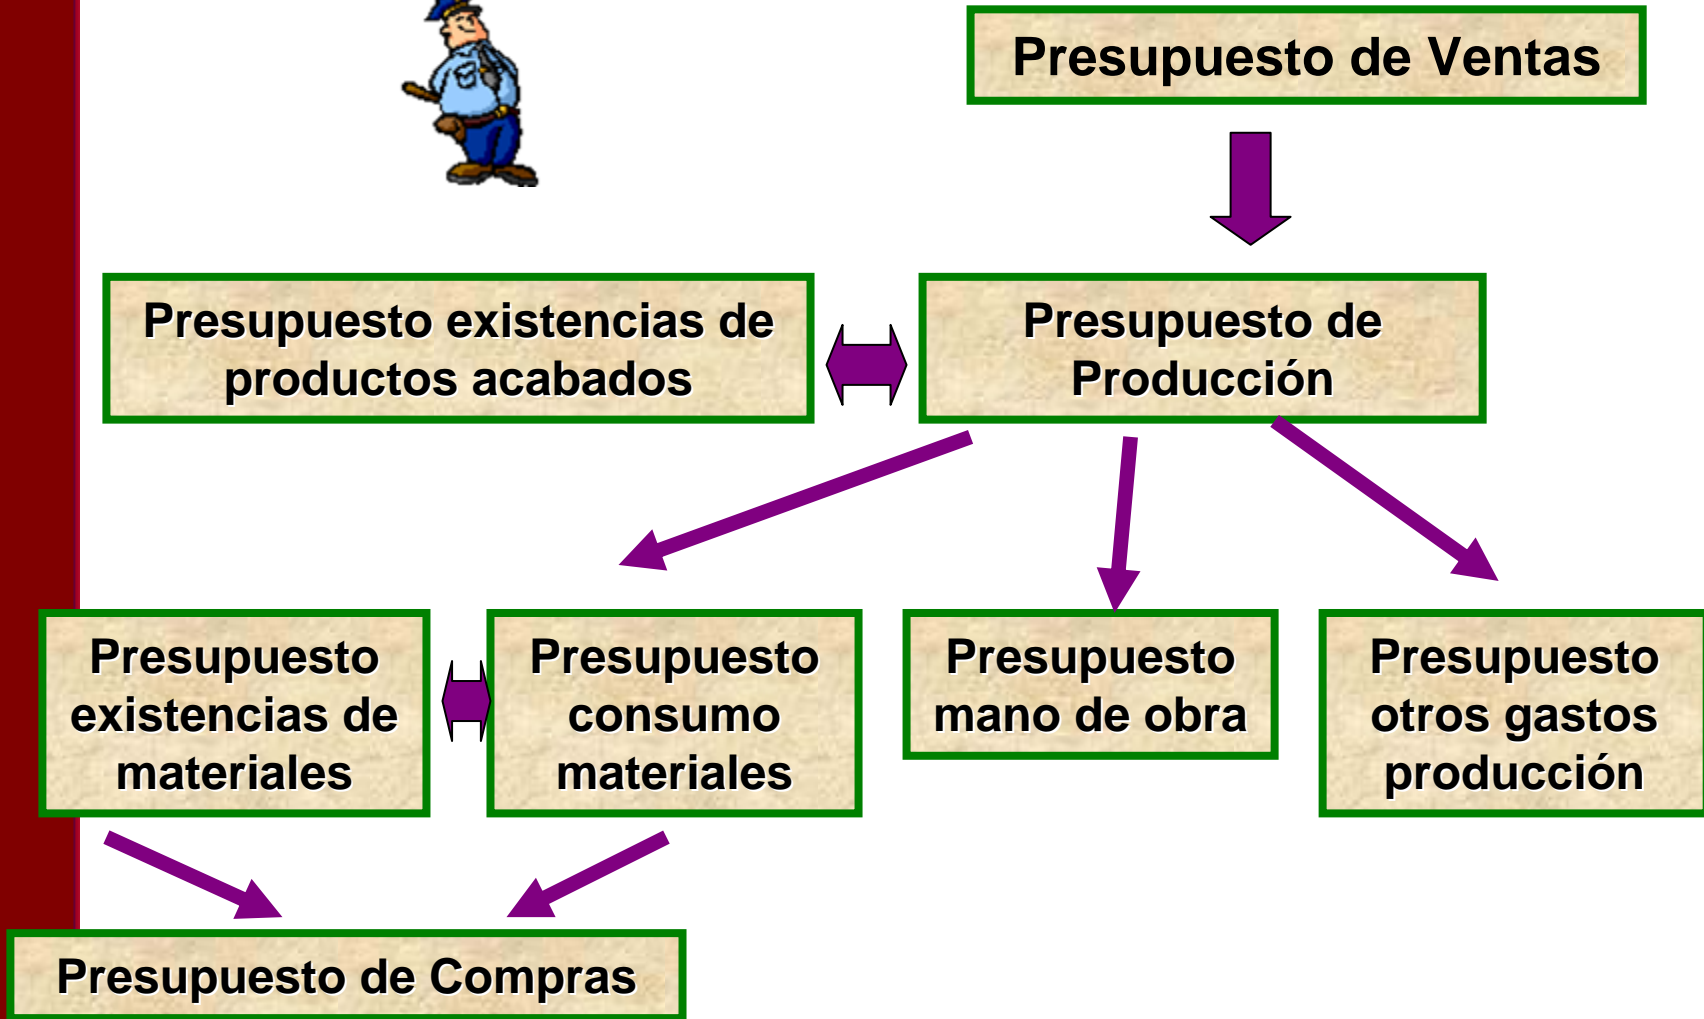 Presupuesto de Ventas
Presupuesto existencias de
productos acabados
Presupuesto de
Producción
Presupuesto
existencias de
materiales
Presupuesto
consumo
materiales
Presupuesto
mano de obra
Presupuesto
otros gastos
producción
Presupuesto de Compras